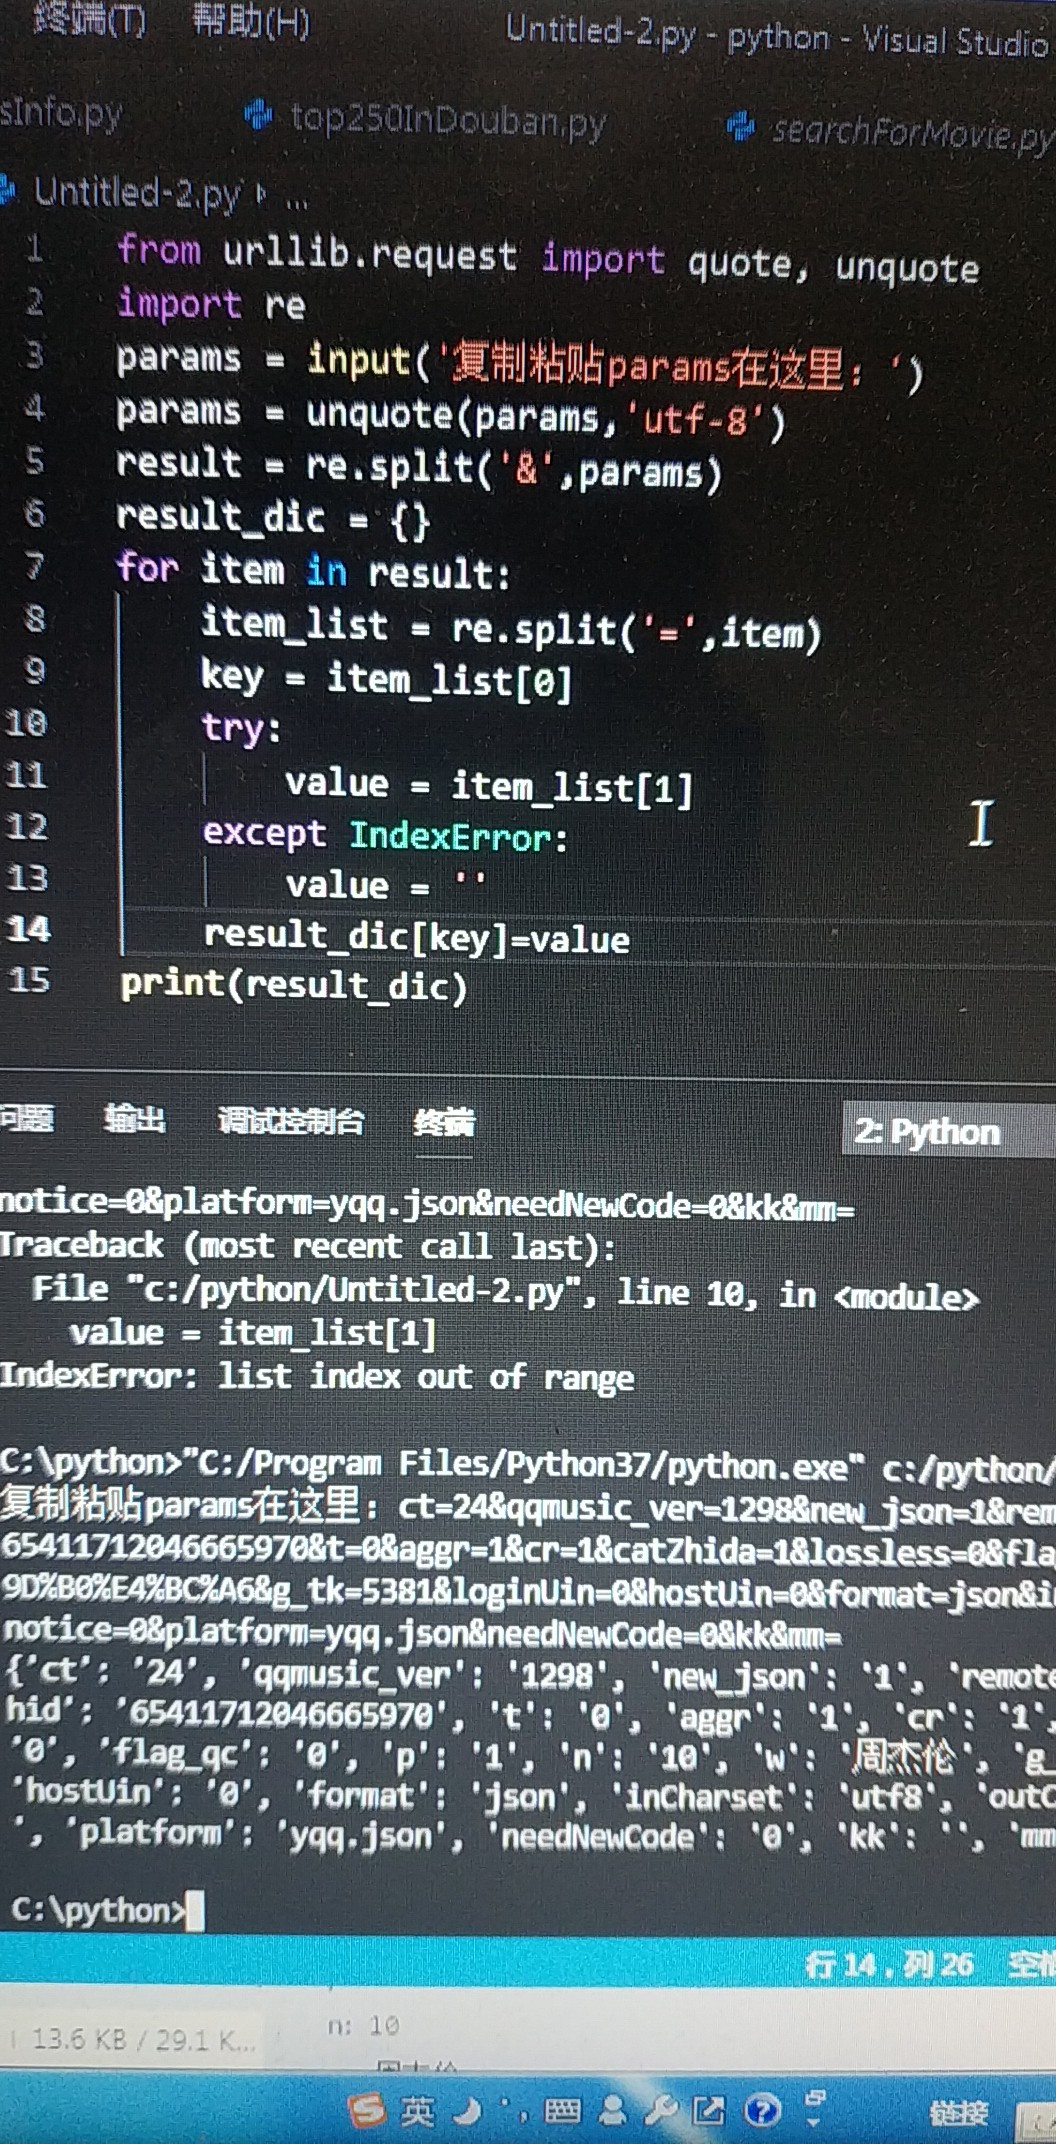 终端(T) 帮助(H) Untitled-2.py - python - Visual Studio
sInfo.py top250InDouban.py searchForMovie.py
Untitled-2.py ...
1 from urllib.request import quote, unquote
2 import re
3 params = input('复制粘贴params在这里：')
4 params = unquote(params,'utf-8')
5 result = re.split('&',params)
6 result_dic = {}
7 for item in result:
8 item_list = re.split('=',item)
9 key = item_list[0]
10 try:
11 value = item_list[1]
12 except IndexError:
13 value = ''
14 result_dic[key]=value
15 print(result_dic)
问题 输出 调试控制台 终端 2: Python
notice=0&platform=yqq.json&needNewCode=0&kk&mm=
Traceback (most recent call last):
File "c:/python/Untitled-2.py", line 10, in <module>
value = item_list[1]
IndexError: list index out of range
C:\python>"C:/Program Files/Python37/python.exe" c:/python/
复制粘贴params在这里：ct=24&qqmusic_ver=1298&new_json=1&rem
65411712046665970&t=0&aggr=1&cr=1&catZhida=1&lossless=0&fla
9D%B0%E4%BC%A6&g_tk=5381&loginUin=0&hostUin=0&format=json&i
notice=0&platform=yqq.json&needNewCode=0&kk&mm=
{'ct': '24', 'qqmusic_ver': '1298', 'new_json': '1', 'remote
hid': '65411712046665970', 't': '0', 'aggr': '1', 'cr': '1',
'0', 'flag_qc': '0', 'p': '1', 'n': '10', 'w': '周杰伦', 'g_
'hostUin': '0', 'format': 'json', 'inCharset': 'utf8', 'outC
', 'platform': 'yqq.json', 'needNewCode': '0', 'kk': '', 'mm
C:\python>
行 14，列 26
13.6 KB / 29.1 K... n: 10
英 链接